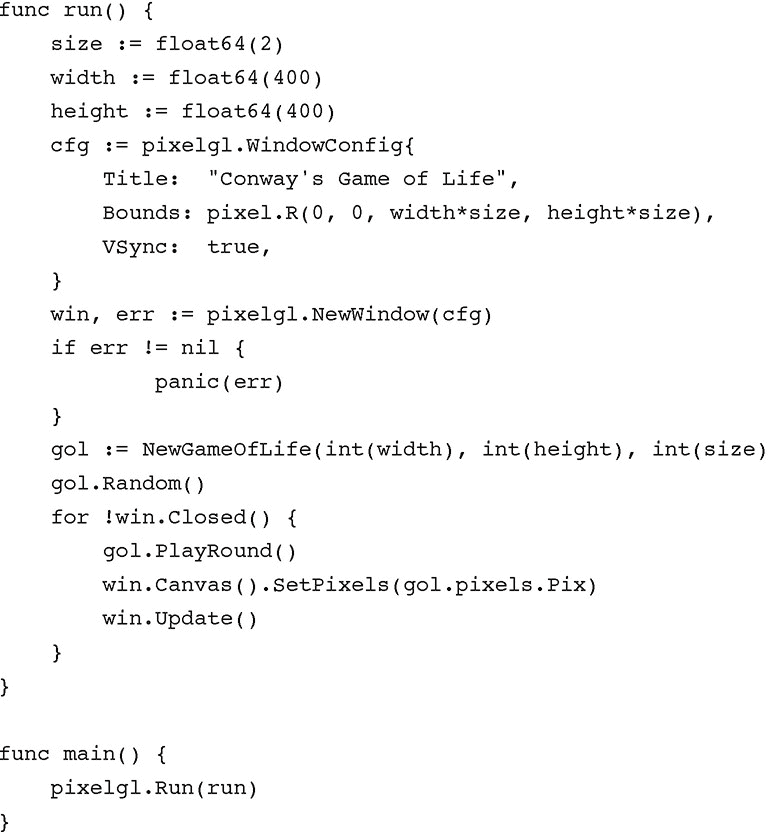 func run() {
    size := float64(2)
    width := float64(400)
    height := float64(400)
    cfg := pixelgl.WindowConfig{
        Title:  "Conway's Game of Life",
        Bounds: pixel.R(0, 0, width*size, height*size),
        VSync:  true,
    }
    win, err := pixelgl.NewWindow(cfg)
    if err != nil {
            panic(err)
    }
    gol := NewGameOfLife(int(width), int(height), int(size)
    gol.Random()
    for !win.Closed() {
        gol.PlayRound()
        win.Canvas().SetPixels(gol.pixels.Pix)
        win.Update()
    }
}

func main() {
    pixelgl.Run(run)
}